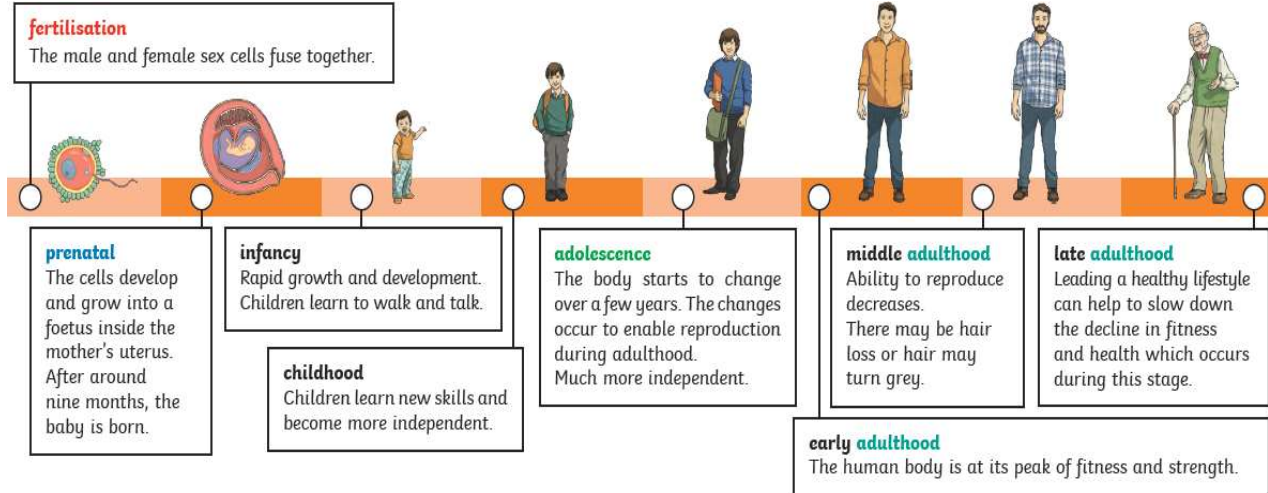 fertilisation
The male and female sex cells fuse together.
prenatal
The cells develop
and grow into a
foetus inside the
mother's uterus.
After around
nine months, the
baby is born.
infancy
Rapid growth and development.
Children learn to walk and talk.
childhood
Children learn new skills and
become more independent.
adolescence
The body starts to change
over a few years. The changes
occur to enable reproduction
during adulthood.
Much more independent.
early adulthood
The human body is at its peak of fitness and strength.
middle adulthood
Ability to reproduce
decreases.
There may be hair
loss or hair may
turn grey.
late adulthood
Leading a healthy lifestyle
can help to slow down
the decline in fitness
and health which occurs
during this stage.